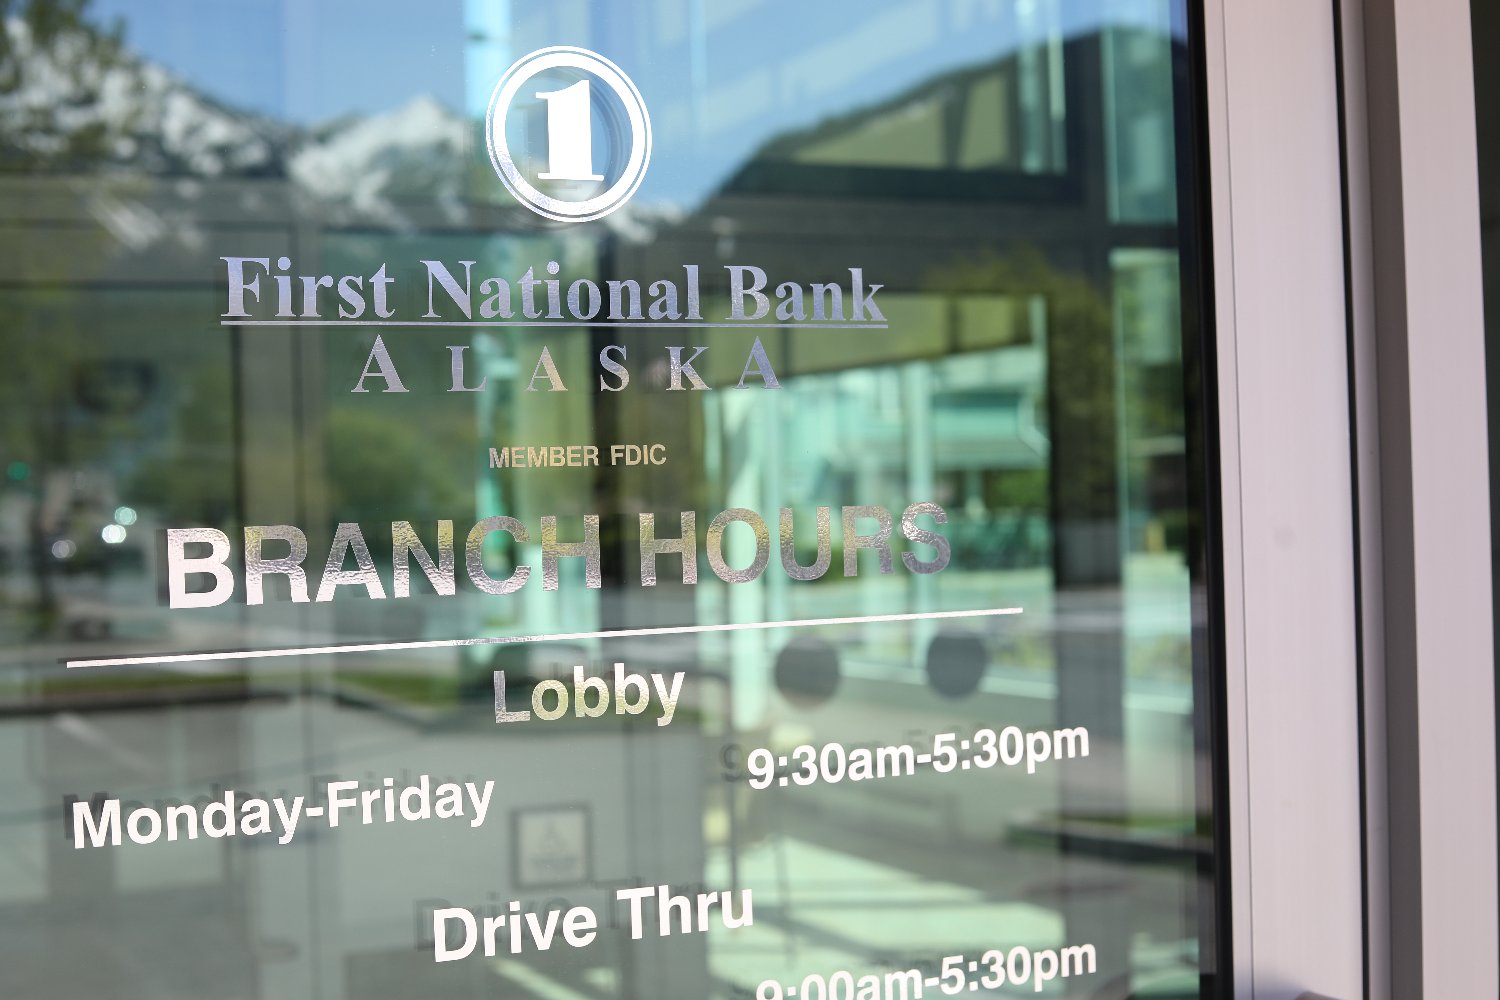 1
First National Bank
ALASKA
MEMBER FDIC
BRANCH HOURS
Lobby
Monday-Friday 9:30am-5:30pm
Drive Thru
9:00am-5:30pm